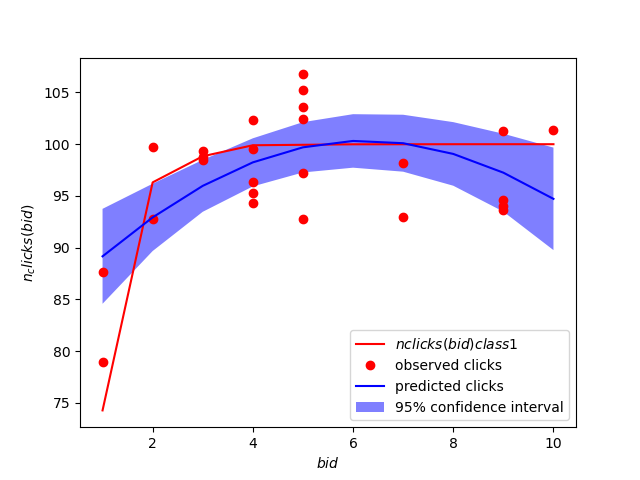 105
100
95
90
85
80
75
n_clicks(bid)
2
4
6
8
10
bid
nclicks(bid)class1
observed clicks
predicted clicks
95% confidence interval